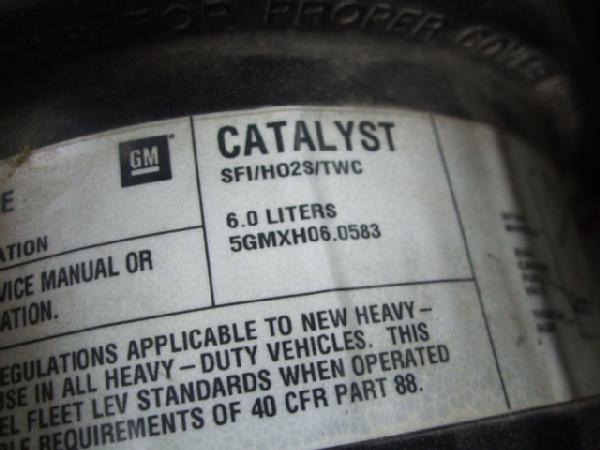 FOR PROPER
GM
CATALYST
SFI/HO2S/TWC
E
6.0 LITERS
5GMXH06.0583
ATION
VICE MANUAL OR
ATION.
EGULATIONS APPLICABLE TO NEW HEAVY-
USE IN ALL HEAVY-DUTY VEHICLES. THIS
EL FLEET LEV STANDARDS WHEN OPERATED
LE REQUIREMENTS OF 40 CFR PART 88.